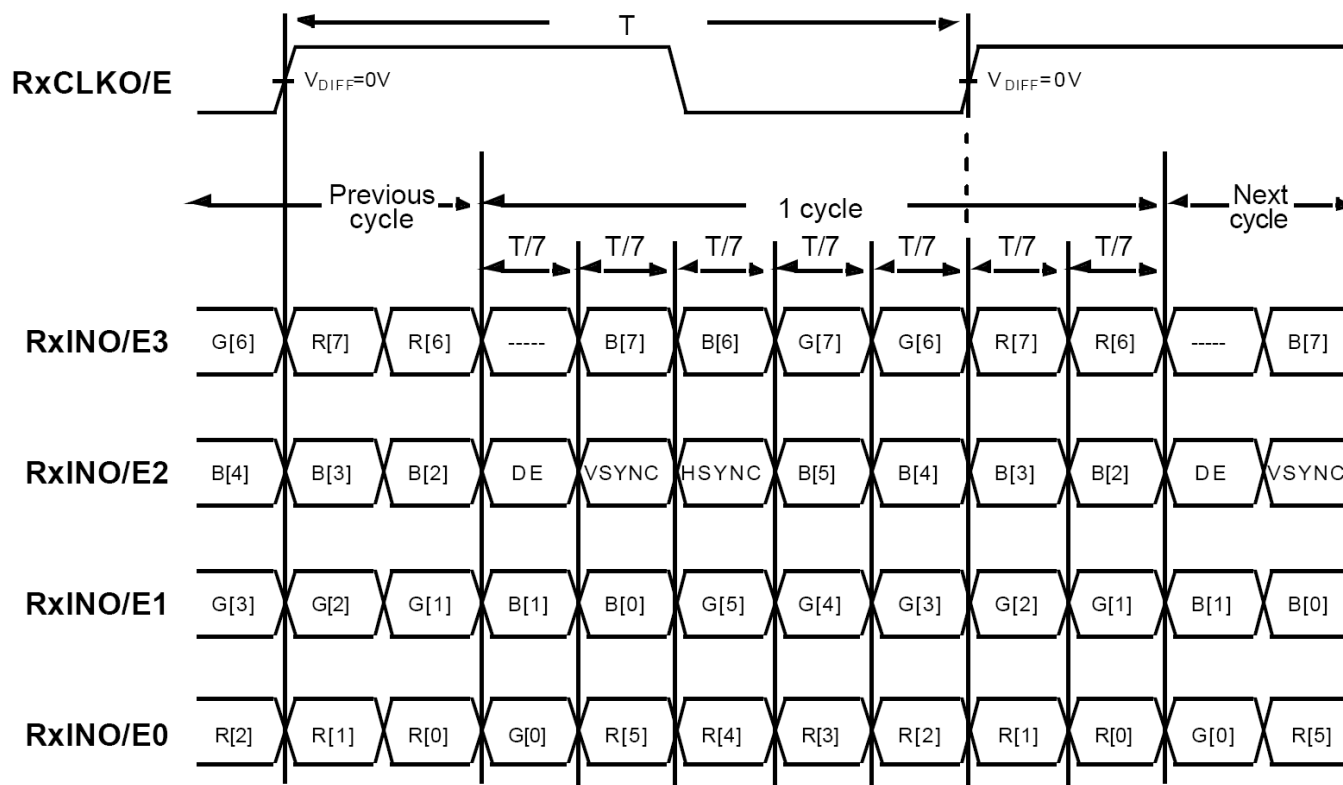 T
RxCLKO/E
VDIFF=0V VDIFF=0V
Previous cycle
1 cycle
Next cycle
T/7 T/7 T/7 T/7 T/7 T/7 T/7
RxINO/E3 G[6] R[7] R[6] ----- B[7] B[6] G[7] G[6] R[7] R[6] ----- B[7]
RxINO/E2 B[4] B[3] B[2] DE VSYNC HSYNC B[5] B[4] B[3] B[2] DE VSYNC
RxINO/E1 G[3] G[2] G[1] B[1] B[0] G[5] G[4] G[3] G[2] G[1] B[1] B[0]
RxINO/E0 R[2] R[1] R[0] G[0] R[5] R[4] R[3] R[2] R[1] R[0] G[0] R[5]